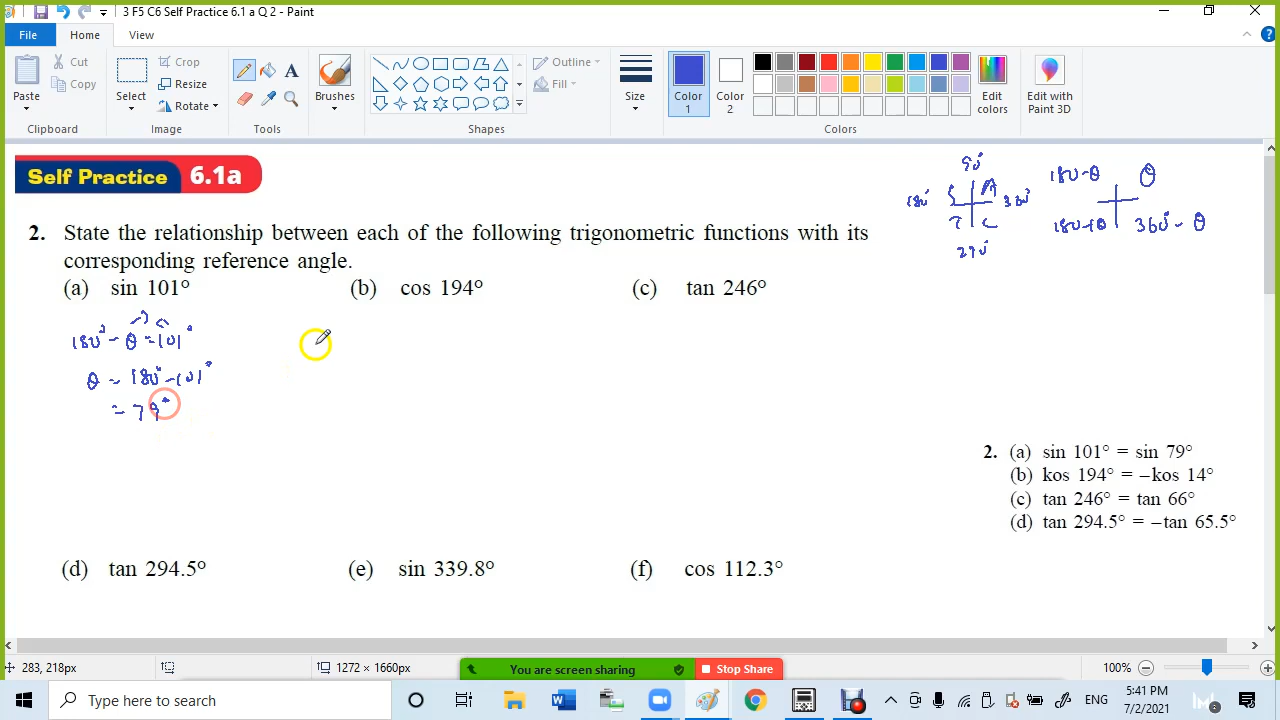 3 F5 C6 Self Practice 6.1 a Q 2 - Paint
File Home View
Paste Cut Copy
Select Crop Resize Rotate
Brushes
Outline Fill
Size
Color 1 Color 2
Edit colors
Edit with Paint 3D
Clipboard Image Tools Shapes Colors
Self Practice 6.1a
90°
180° S A 360°
T C
270°
180-θ θ
180+θ 360°-θ
2. State the relationship between each of the following trigonometric functions with its
corresponding reference angle.
(a) sin 101° (b) cos 194° (c) tan 246°
180° - θ = 101°
θ = 180° - 101°
= 79°
2. (a) sin 101° = sin 79°
(b) kos 194° = –kos 14°
(c) tan 246° = tan 66°
(d) tan 294.5° = –tan 65.5°
(d) tan 294.5° (e) sin 339.8° (f) cos 112.3°
283, 218px 1272 × 1660px 100%
You are screen sharing Stop Share
Type here to search
ENG
5:41 PM
7/2/2021